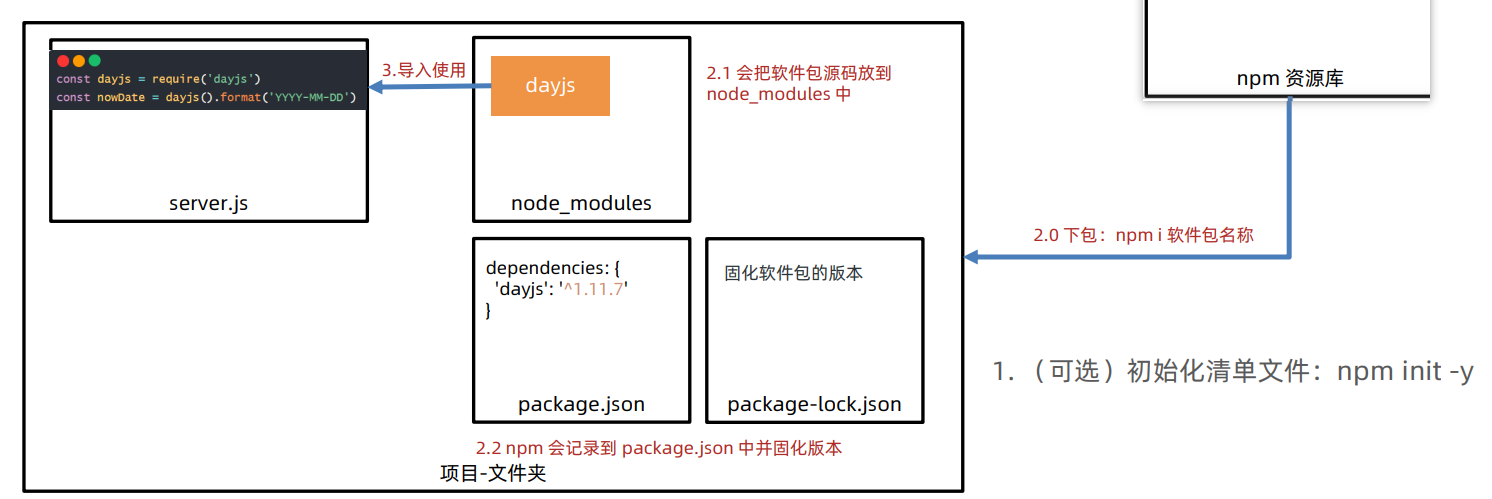 const dayjs = require('dayjs')
const nowDate = dayjs().format('YYYY-MM-DD')
server.js
3.导入使用
dayjs
node_modules
2.1 会把软件包源码放到
node_modules 中
npm 资源库
2.0 下包：npm i 软件包名称
dependencies: {
'dayjs': '^1.11.7'
}
package.json
固化软件包的版本
package-lock.json
1. （可选）初始化清单文件：npm init -y
2.2 npm 会记录到 package.json 中并固化版本
项目-文件夹